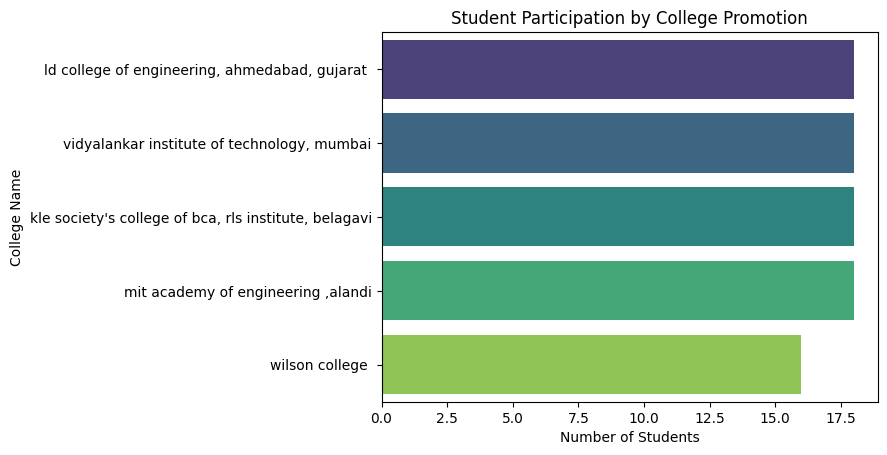 Student Participation by College Promotion
College Name
ld college of engineering, ahmedabad, gujarat
vidyalankar institute of technology, mumbai
kle society's college of bca, rls institute, belagavi
mit academy of engineering ,alandi
wilson college
0.0 2.5 5.0 7.5 10.0 12.5 15.0 17.5
Number of Students